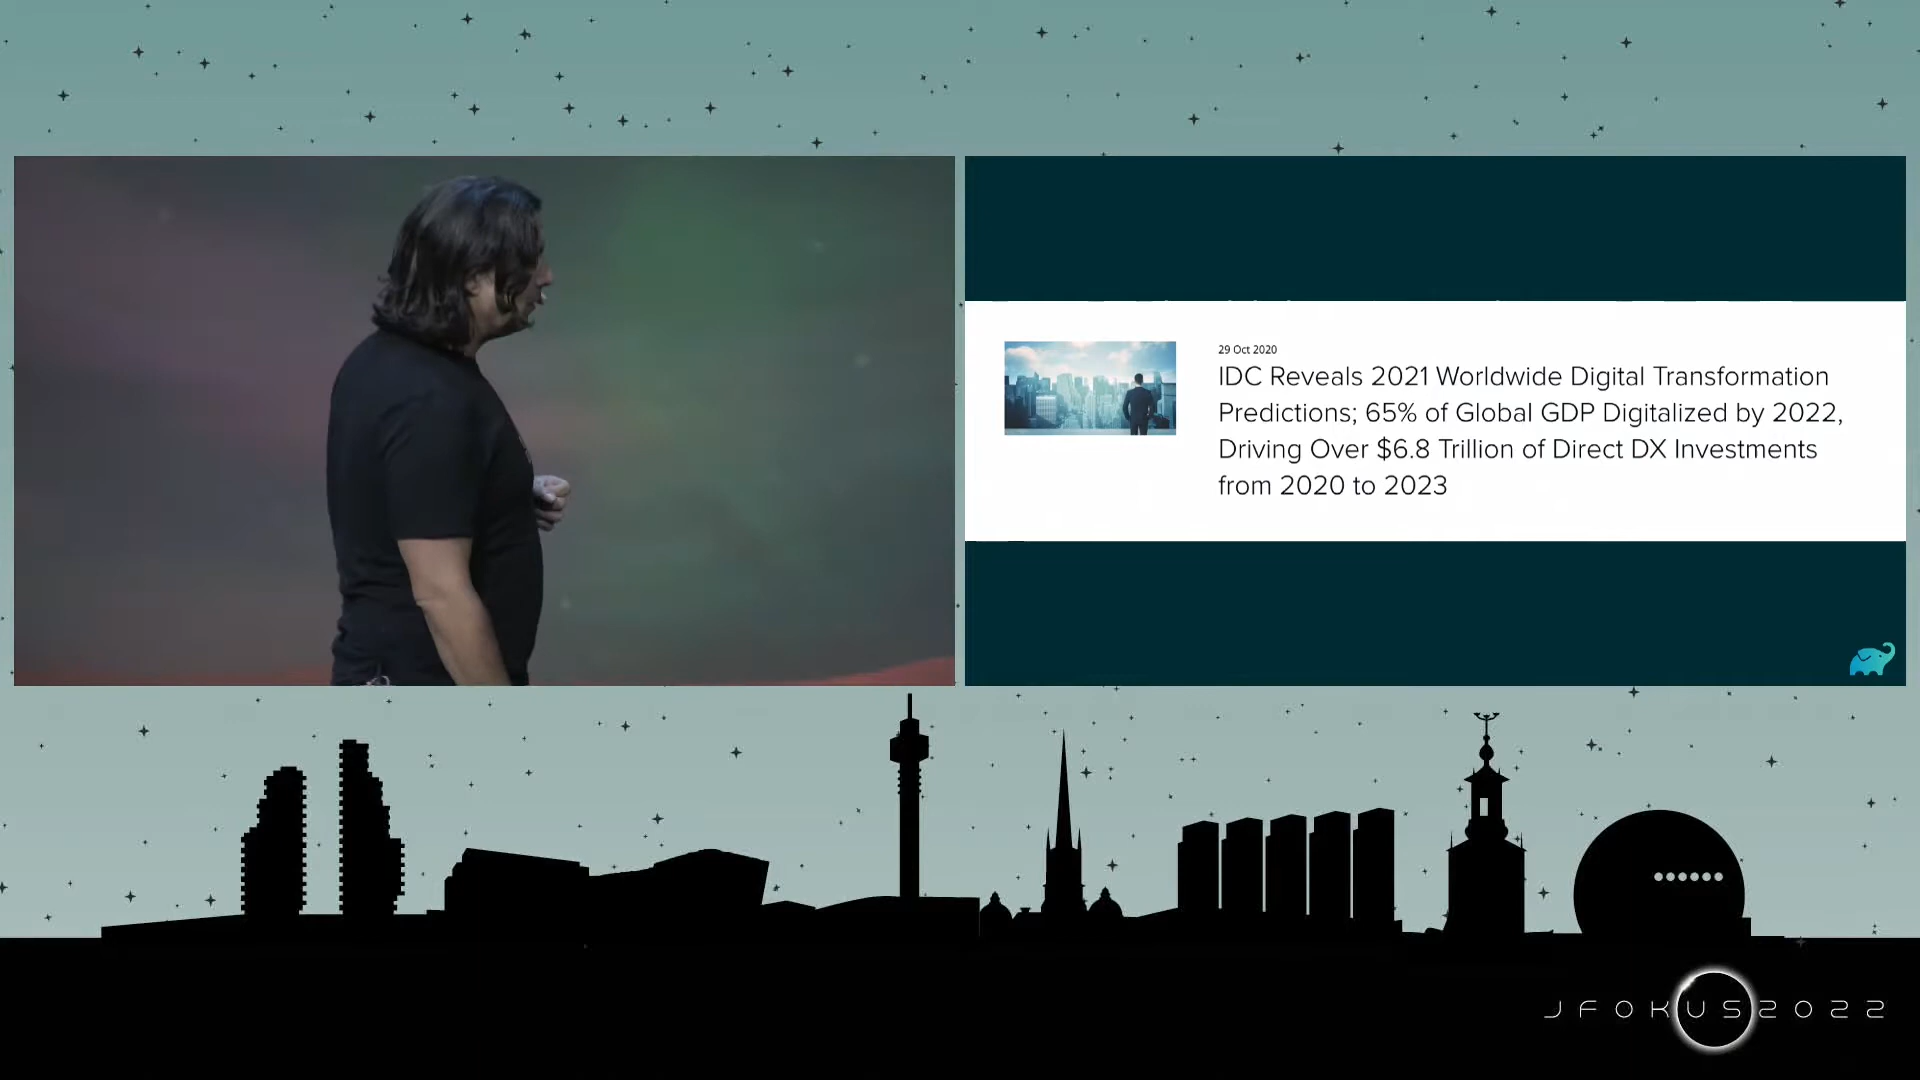 29 Oct 2020
IDC Reveals 2021 Worldwide Digital Transformation
Predictions; 65% of Global GDP Digitalized by 2022,
Driving Over $6.8 Trillion of Direct DX Investments
from 2020 to 2023
JFOKUS2022